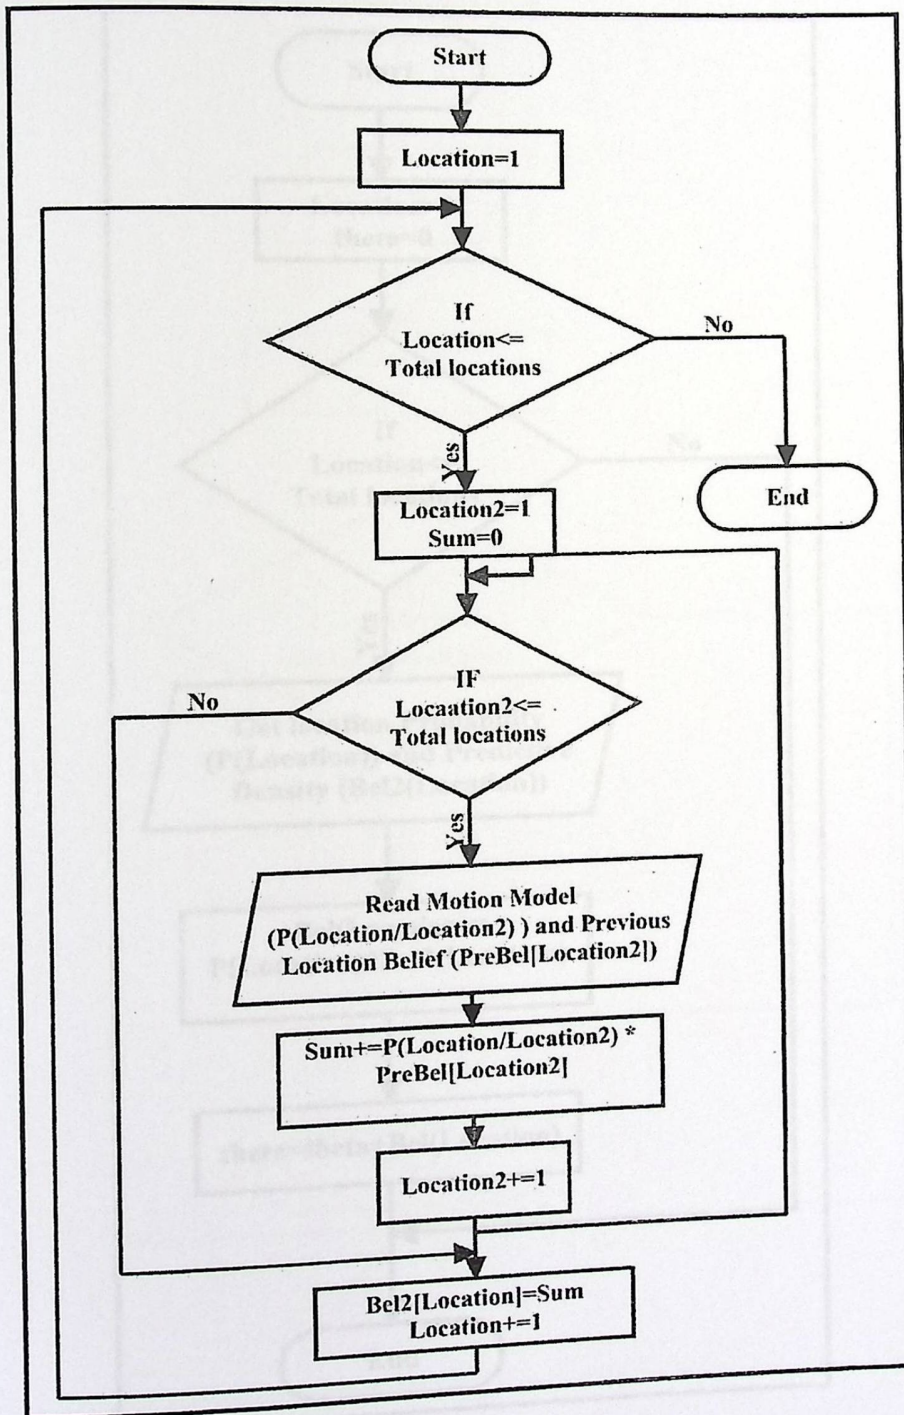 Start
Location=1
If
Location<=
Total locations
No
Yes
End
Location2=1
Sum=0
IF
Locaation2<=
Total locations
No
Yes
Read Motion Model
(P(Location/Location2) ) and Previous
Location Belief (PreBel[Location2])
Sum+=P(Location/Location2) *
PreBel[Location2]
Location2+=1
Bel2[Location]=Sum
Location+=1